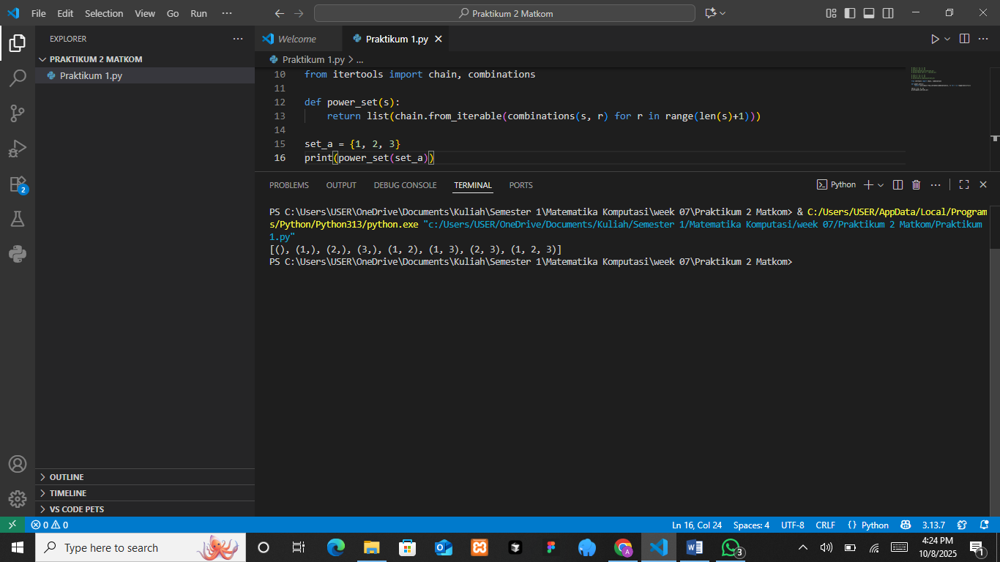 File Edit Selection View Go Run ···
Praktikum 2 Matkom
EXPLORER ···
PRAKTIKUM 2 MATKOM
Praktikum 1.py
OUTLINE
TIMELINE
VS CODE PETS
Welcome
Praktikum 1.py
Praktikum 1.py > ...
10 from itertools import chain, combinations
11
12 def power_set(s):
13     return list(chain.from_iterable(combinations(s, r) for r in range(len(s)+1)))
14
15 set_a = {1, 2, 3}
16 print(power_set(set_a))
PROBLEMS OUTPUT DEBUG CONSOLE TERMINAL PORTS
Python
PS C:\Users\USER\OneDrive\Documents\Kuliah\Semester 1\Matematika Komputasi\week 07\Praktikum 2 Matkom> & C:/Users/USER/AppData/Local/Program
s/Python/Python313/python.exe "c:/Users/USER/OneDrive/Documents/Kuliah/Semester 1/Matematika Komputasi/week 07/Praktikum 2 Matkom/Praktikum
1.py"
[(), (1,), (2,), (3,), (1, 2), (1, 3), (2, 3), (1, 2, 3)]
PS C:\Users\USER\OneDrive\Documents\Kuliah\Semester 1\Matematika Komputasi\week 07\Praktikum 2 Matkom>
2
0 0
Ln 16, Col 24 Spaces: 4 UTF-8 CRLF {} Python 3.13.7
Type here to search
A
3
4:24 PM
10/8/2025
1